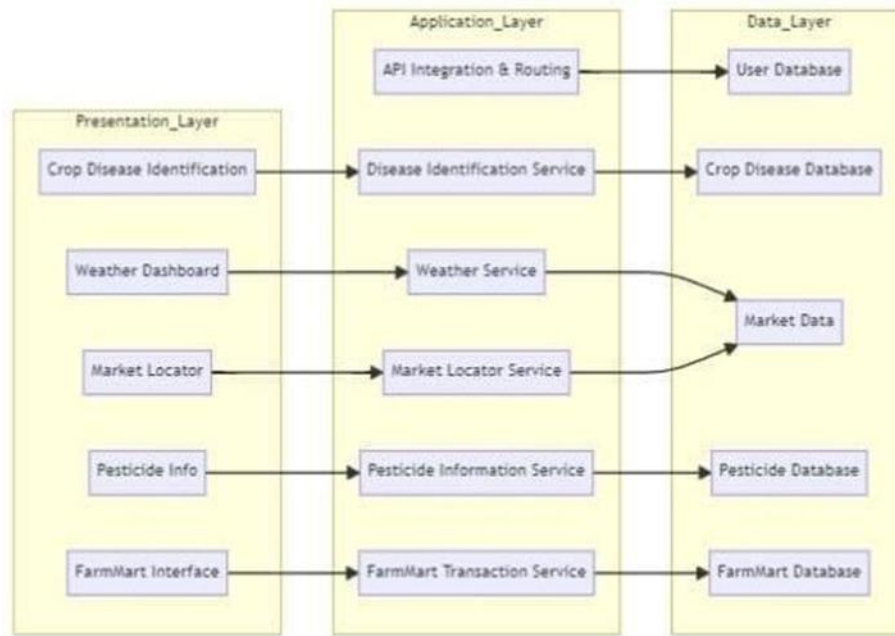 Application_Layer
Data_Layer
API Integration & Routing
User Database
Presentation_Layer
Crop Disease Identification
Disease Identification Service
Crop Disease Database
Weather Dashboard
Weather Service
Market Data
Market Locator
Market Locator Service
Pesticide Info
Pesticide Information Service
Pesticide Database
FarmMart Interface
FarmMart Transaction Service
FarmMart Database